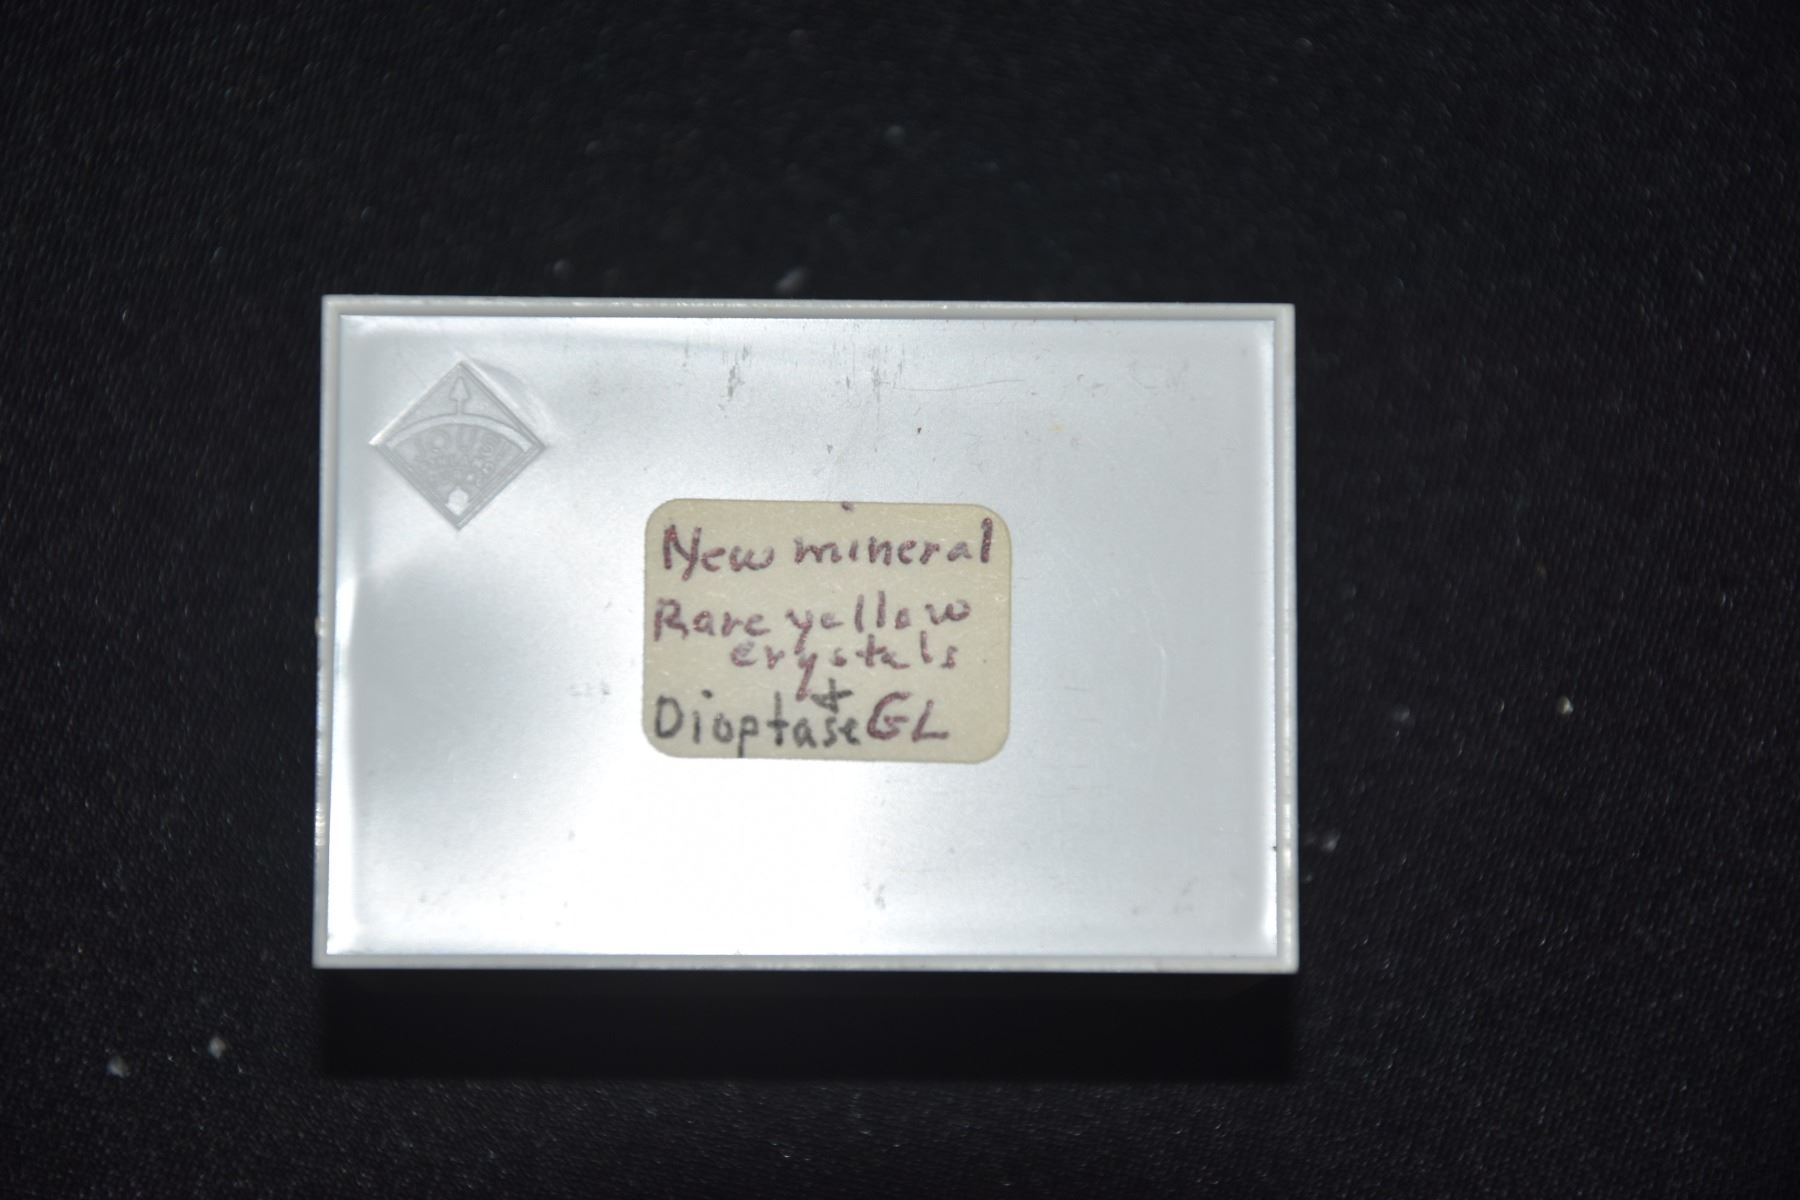 New mineral
Rare yellow
crystals
+
Dioptase GL